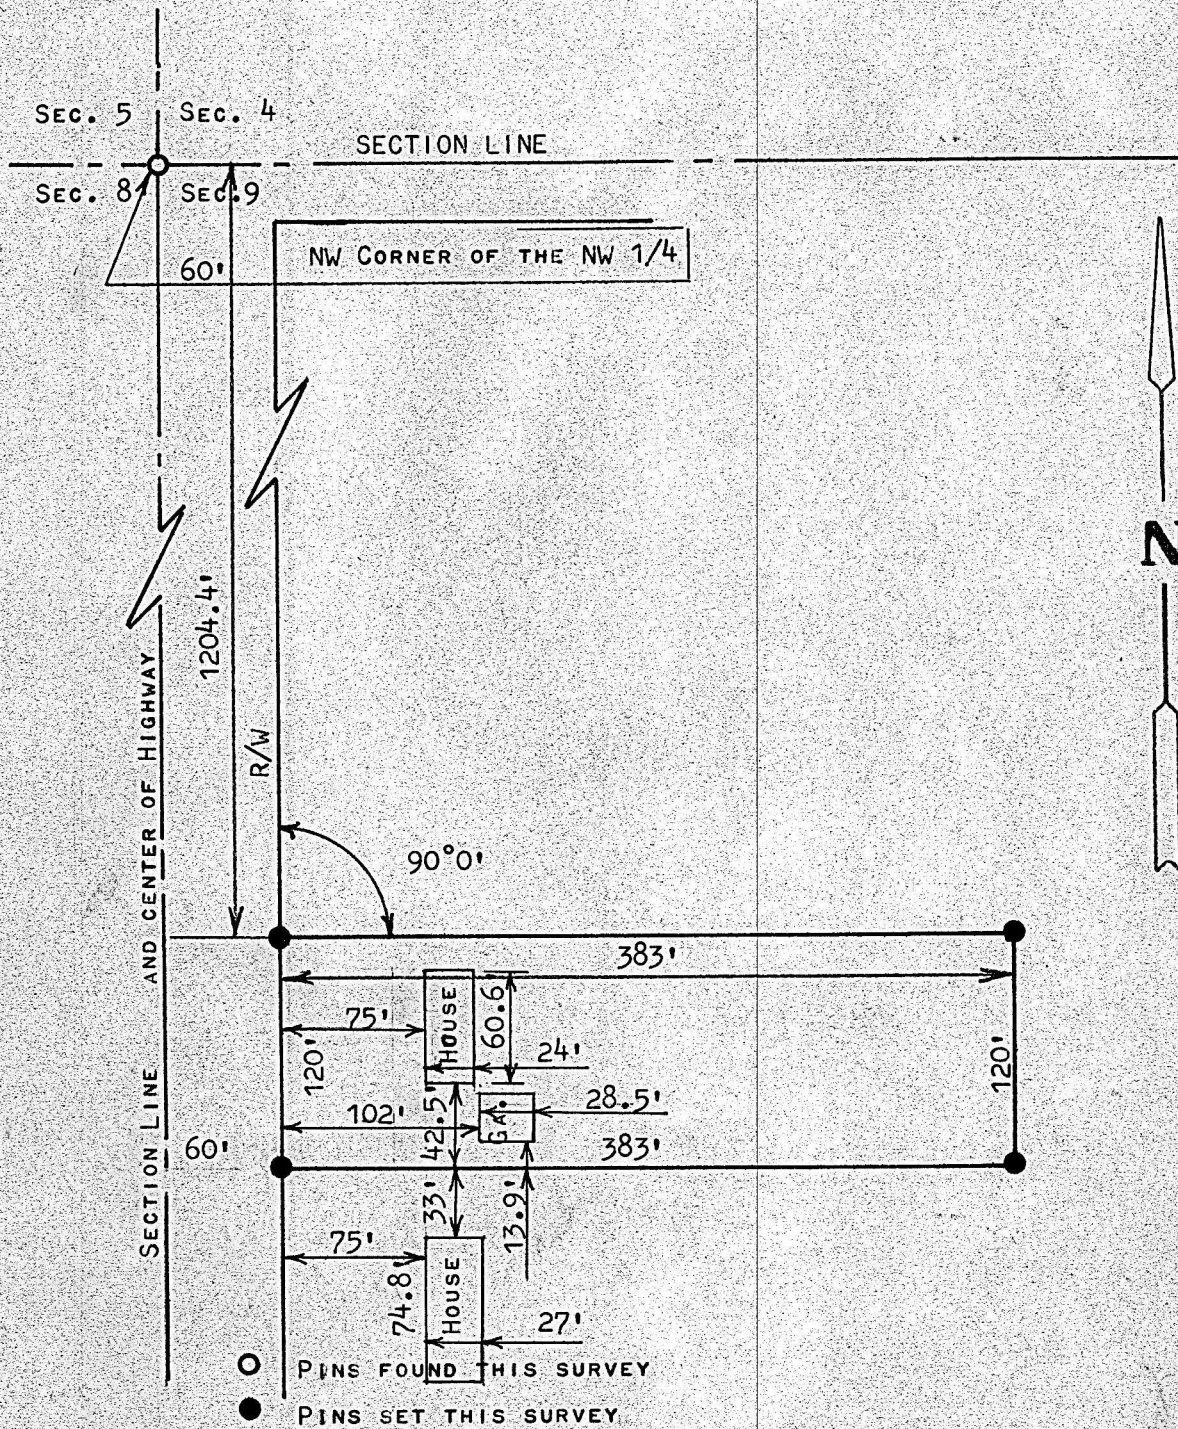 SEC. 5 SEC. 4
SECTION LINE
SEC. 8 SEC. 9
NW CORNER OF THE NW 1/4
60'
1204.4'
R/W
SECTION LINE AND CENTER OF HIGHWAY
90°0'
N
383'
75'
HOUSE
60.6'
120'
24'
120'
102'
42.5'
GA.
28.5'
60'
383'
33'
13.9'
75'
74.8'
HOUSE
27'
PINS FOUND THIS SURVEY
PINS SET THIS SURVEY